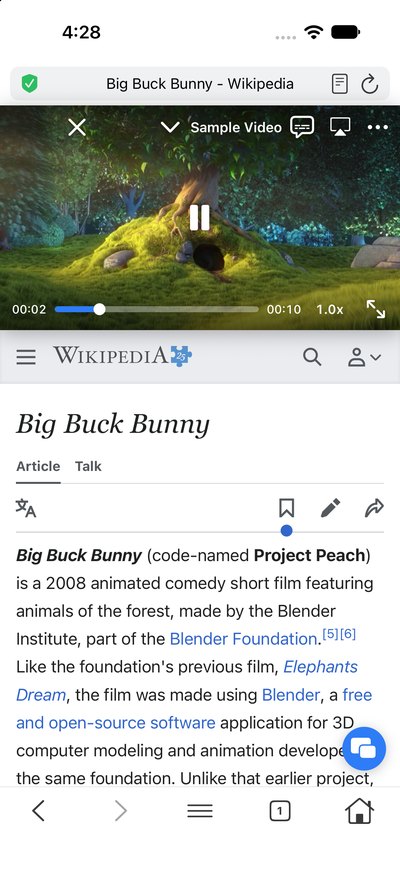 4:28
Big Buck Bunny - Wikipedia
Sample Video
00:02
00:10
1.0x
WIKIPEDIA 25
Big Buck Bunny
Article Talk
Big Buck Bunny (code-named Project Peach)
is a 2008 animated comedy short film featuring
animals of the forest, made by the Blender
Institute, part of the Blender Foundation.[5][6]
Like the foundation's previous film, Elephants
Dream, the film was made using Blender, a free
and open-source software application for 3D
computer modeling and animation develope
the same foundation. Unlike that earlier project,
1